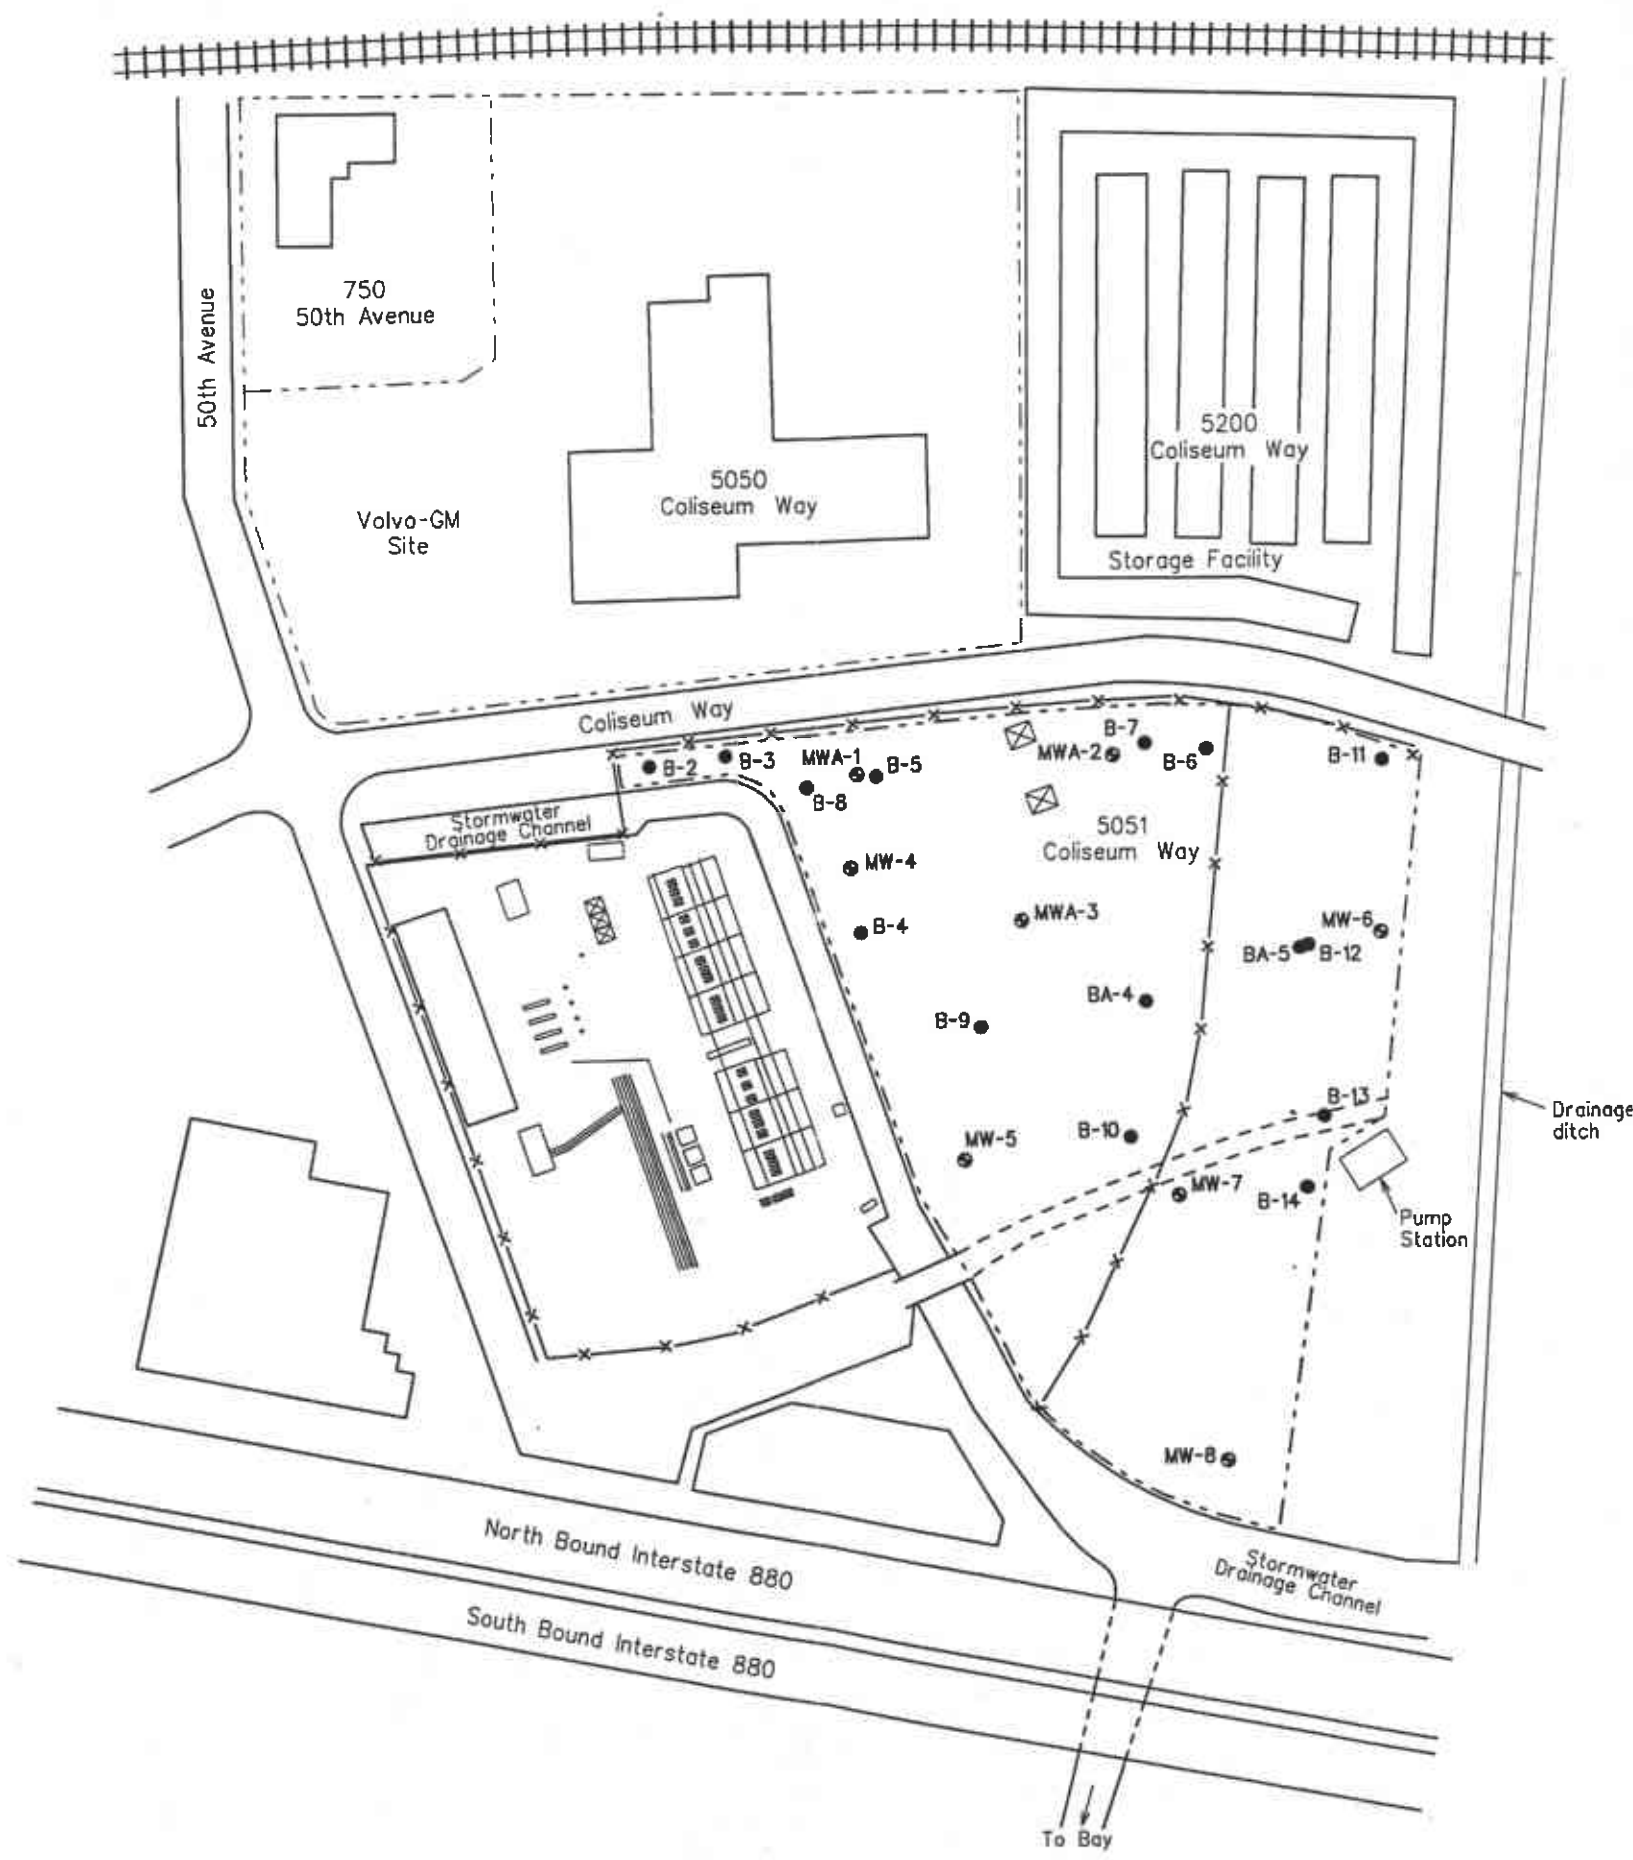 50th Avenue
750
50th Avenue
5200
Coliseum Way
5050
Coliseum Way
Volvo-GM
Site
Storage Facility
Coliseum Way
B-2
B-3
MWA-1
B-5
B-8
MWA-2
B-7
B-6
B-11
Stormwater
Drainage Channel
5051
Coliseum Way
MW-4
B-4
MWA-3
MW-6
BA-5
B-12
BA-4
B-9
B-13
Drainage
ditch
MW-5
B-10
MW-7
B-14
Pump
Station
MW-8
North Bound Interstate 880
Stormwater
Drainage Channel
South Bound Interstate 880
To Bay